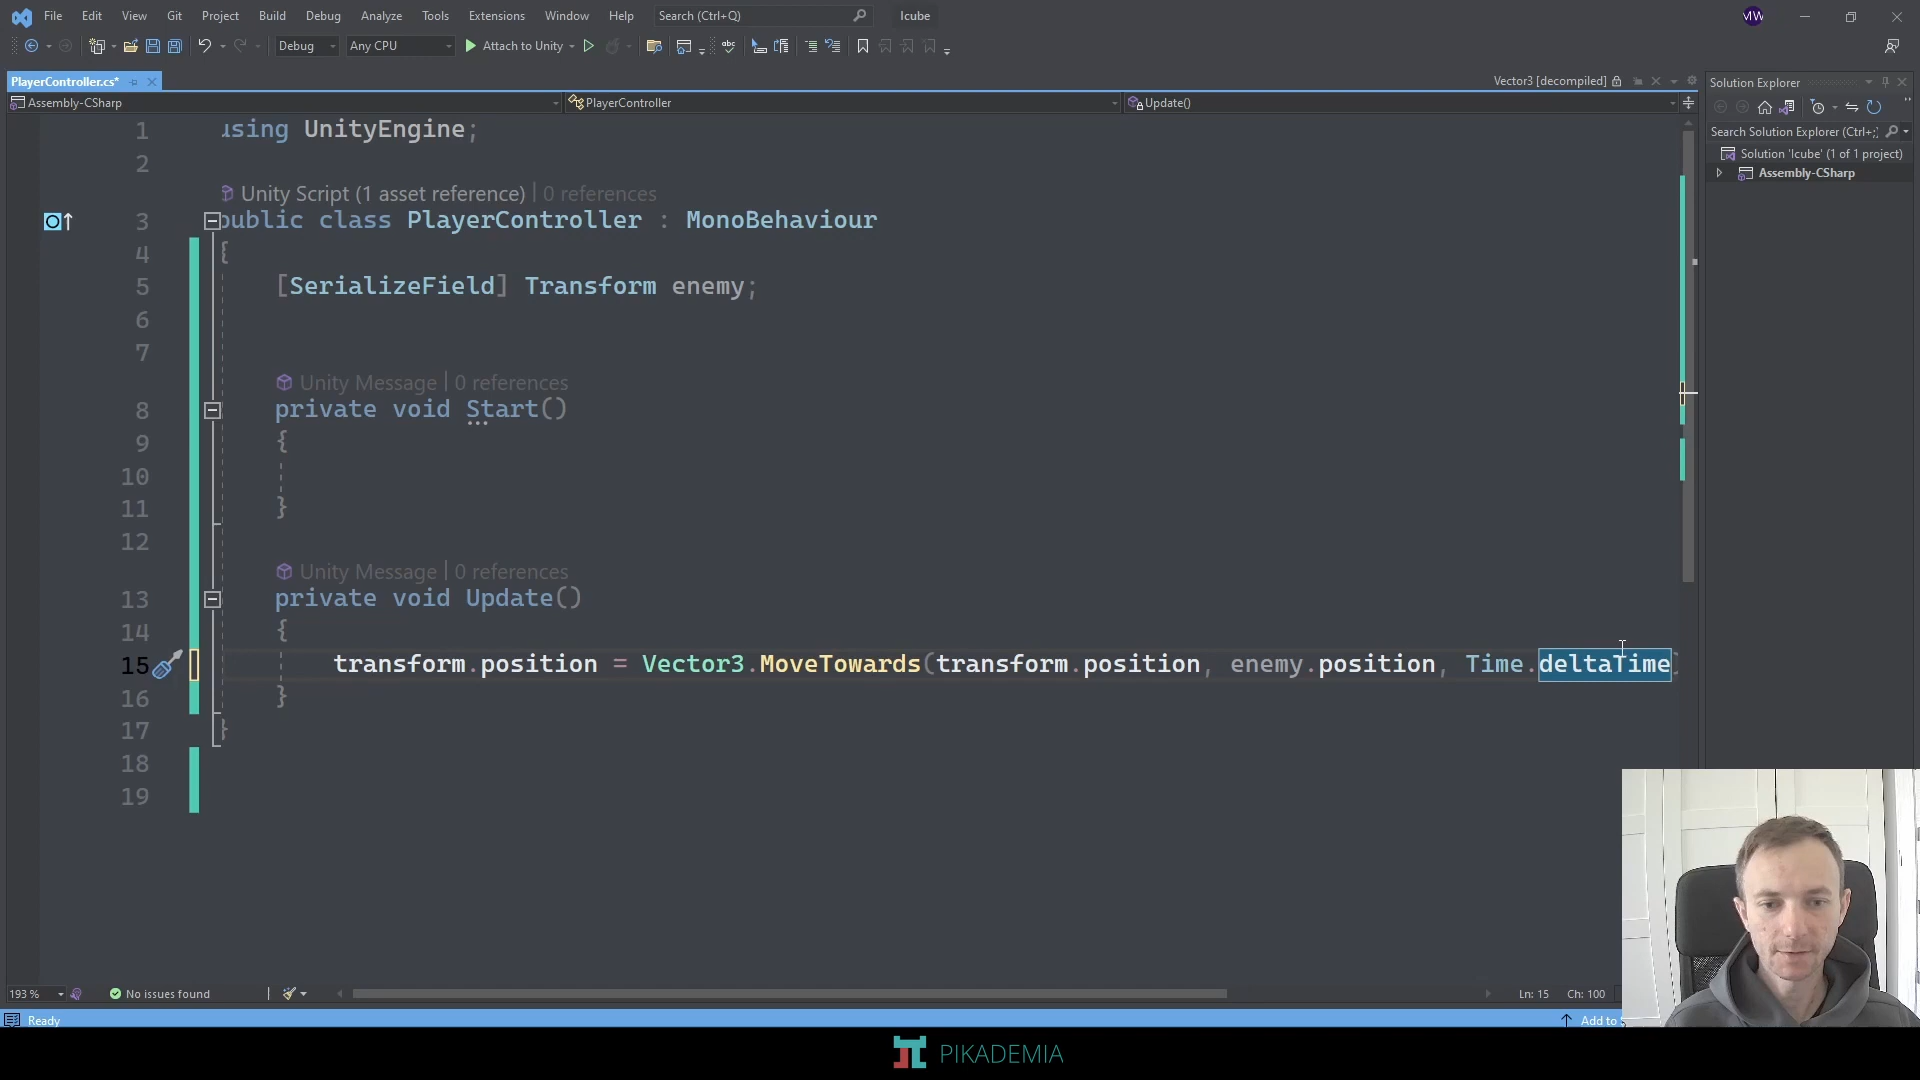 File Edit View Git Project Build Debug Analyze Tools Extensions Window Help Search (Ctrl+Q) Icube MW
Debug Any CPU Attach to Unity
PlayerController.cs* Vector3 [decompiled] Solution Explorer
Assembly-CSharp PlayerController Update()
Search Solution Explorer (Ctrl+;)
Solution 'Icube' (1 of 1 project)
Assembly-CSharp
1 using UnityEngine;
2
Unity Script (1 asset reference) | 0 references
3 public class PlayerController : MonoBehaviour
4 {
5 [SerializeField] Transform enemy;
6
7
Unity Message | 0 references
8 private void Start()
9 {
10
11 }
12
Unity Message | 0 references
13 private void Update()
14 {
15 transform.position = Vector3.MoveTowards(transform.position, enemy.position, Time.deltaTime)
16 }
17 }
18
19
193 % No issues found Ln: 15 Ch: 100
Ready Add to
PIKADEMIA